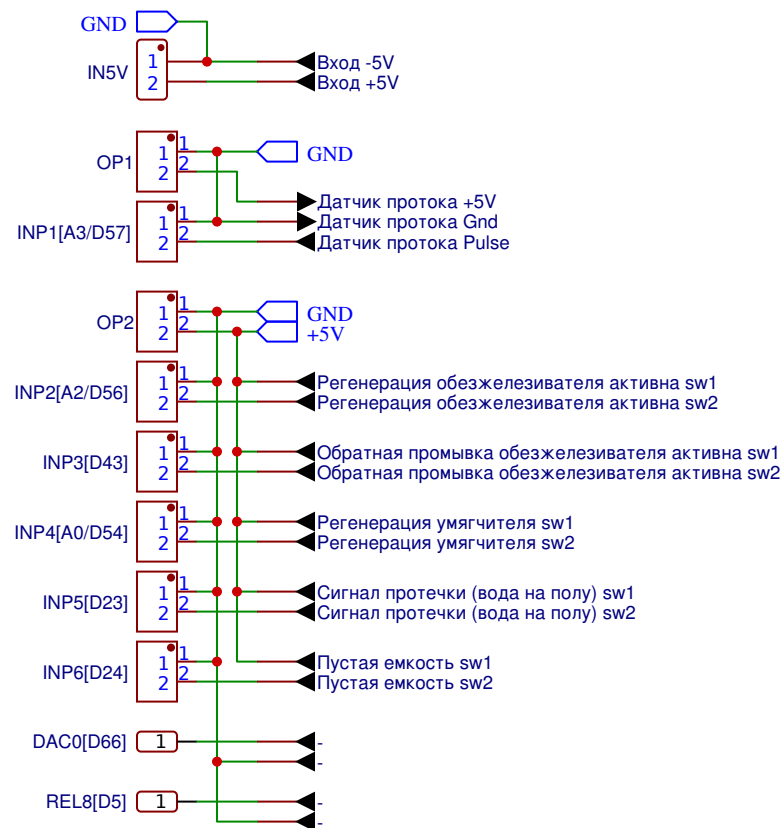 GND
IN5V
1
2
Вход -5V
Вход +5V
OP1
1 1
2 2
GND
Датчик протока +5V
INP1[A3/D57]
1 1
2 2
Датчик протока Gnd
Датчик протока Pulse
OP2
1 1
2 2
GND
+5V
INP2[A2/D56]
1 1
2 2
Регенерация обезжелезивателя активна sw1
Регенерация обезжелезивателя активна sw2
INP3[D43]
1 1
2 2
Обратная промывка обезжелезивателя активна sw1
Обратная промывка обезжелезивателя активна sw2
INP4[A0/D54]
1 1
2 2
Регенерация умягчителя sw1
Регенерация умягчителя sw2
INP5[D23]
1 1
2 2
Сигнал протечки (вода на полу) sw1
Сигнал протечки (вода на полу) sw2
INP6[D24]
1 1
2 2
Пустая емкость sw1
Пустая емкость sw2
DAC0[D66] 1 -
-
REL8[D5] 1 -
-